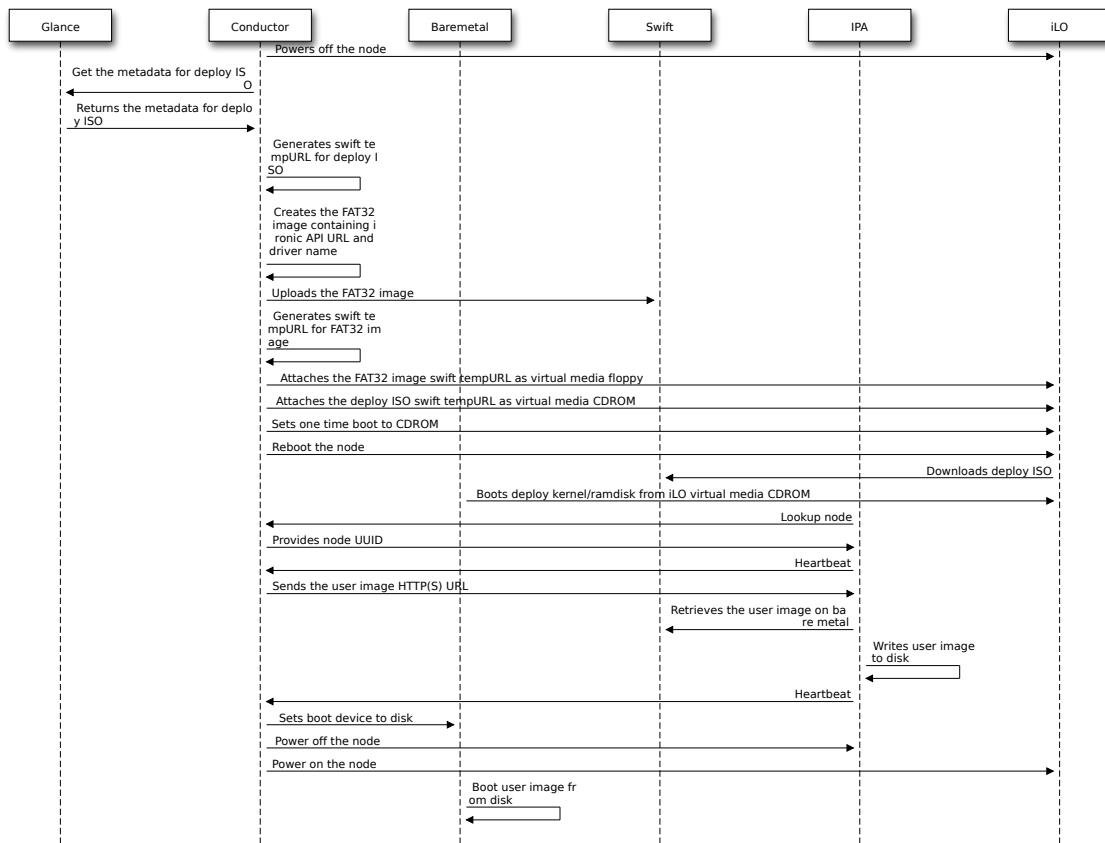 Glance
Conductor
Baremetal
Swift
IPA
iLO
Powers off the node
Get the metadata for deploy IS
O
Returns the metadata for deplo
y ISO
Generates swift te
mpURL for deploy I
SO
Creates the FAT32
image containing i
ronic API URL and
driver name
Uploads the FAT32 image
Generates swift te
mpURL for FAT32 im
age
Attaches the FAT32 image swift tempURL as virtual media floppy
Attaches the deploy ISO swift tempURL as virtual media CDROM
Sets one time boot to CDROM
Reboot the node
Downloads deploy ISO
Boots deploy kernel/ramdisk from iLO virtual media CDROM
Lookup node
Provides node UUID
Heartbeat
Sends the user image HTTP(S) URL
Retrieves the user image on ba
re metal
Writes user image
to disk
Heartbeat
Sets boot device to disk
Power off the node
Power on the node
Boot user image fr
om disk